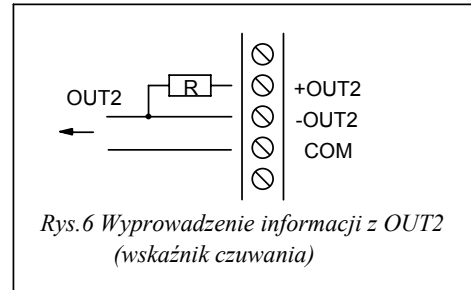 R
OUT2
+OUT2
-OUT2
COM
Rys.6 Wyprowadzenie informacji z OUT2
(wskaźnik czuwania)